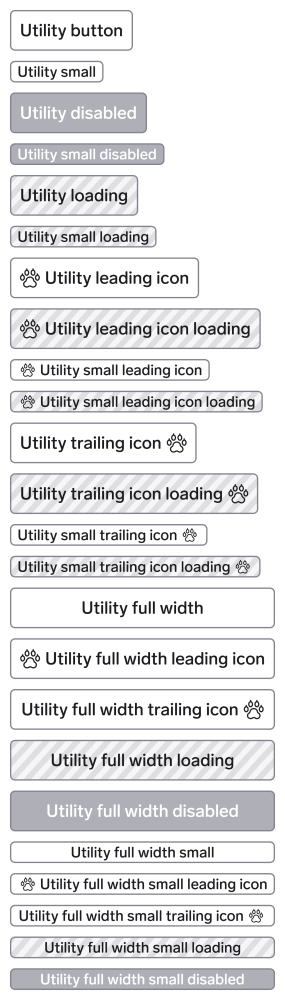 Utility button
Utility small
Utility disabled
Utility small disabled
Utility loading
Utility small loading
Utility leading icon
Utility leading icon loading
Utility small leading icon
Utility small leading icon loading
Utility trailing icon
Utility trailing icon loading
Utility small trailing icon
Utility small trailing icon loading
Utility full width
Utility full width leading icon
Utility full width trailing icon
Utility full width loading
Utility full width disabled
Utility full width small
Utility full width small leading icon
Utility full width small trailing icon
Utility full width small loading
Utility full width small disabled